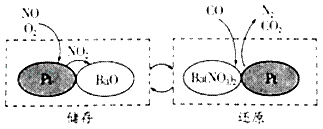 NO
O₂
NO₂
Pt
BaO
储存
CO
N₂
CO₂
Ba(NO₃)₂
Pt
还原